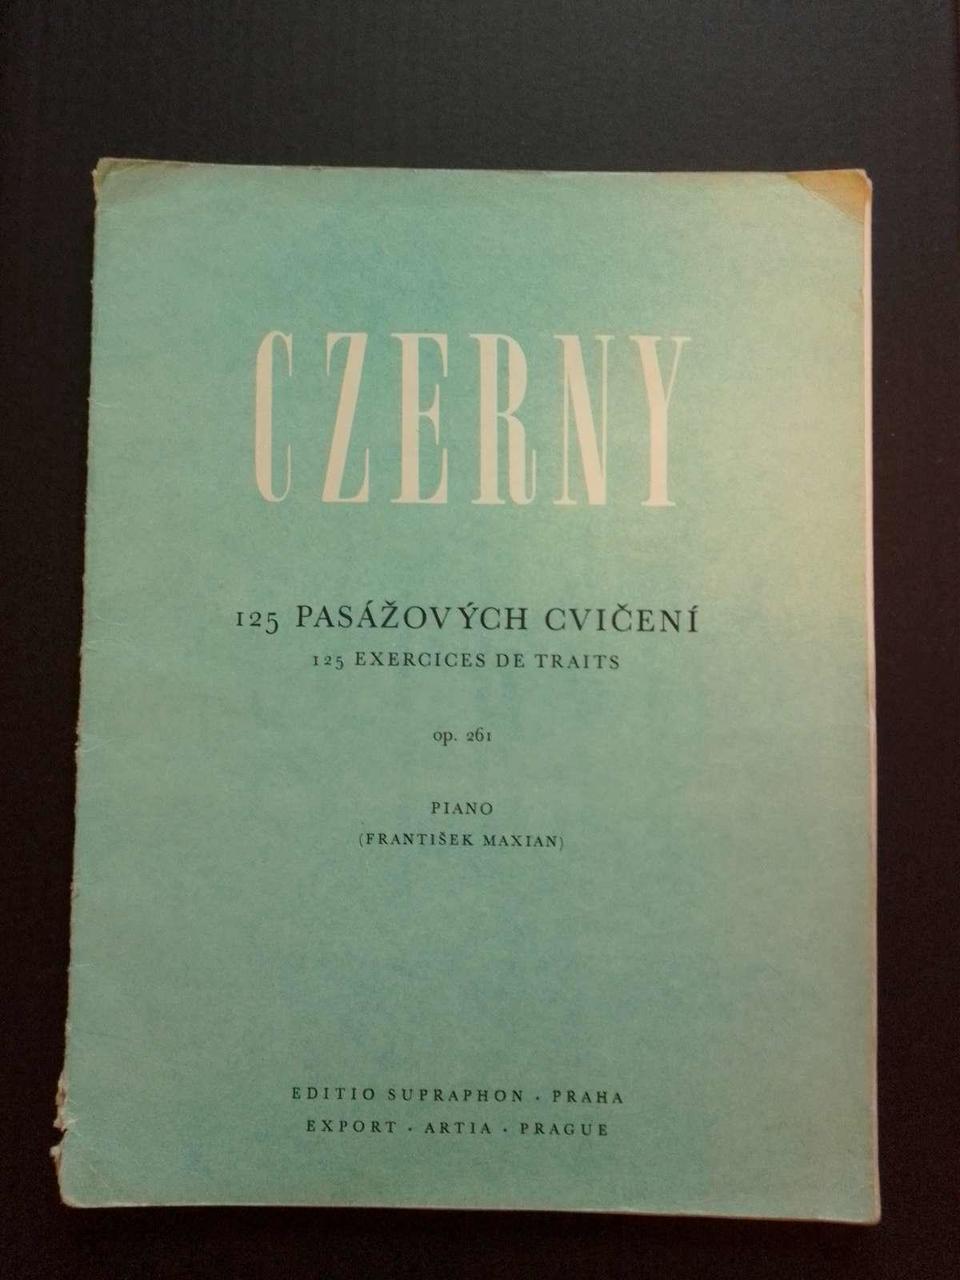 CZERNY
125 PASÁŽOVÝCH CVIČENÍ
125 EXERCICES DE TRAITS
op. 261
PIANO
(FRANTIŠEK MAXIAN)
EDITIO SUPRAPHON · PRAHA
EXPORT · ARTIA · PRAGUE